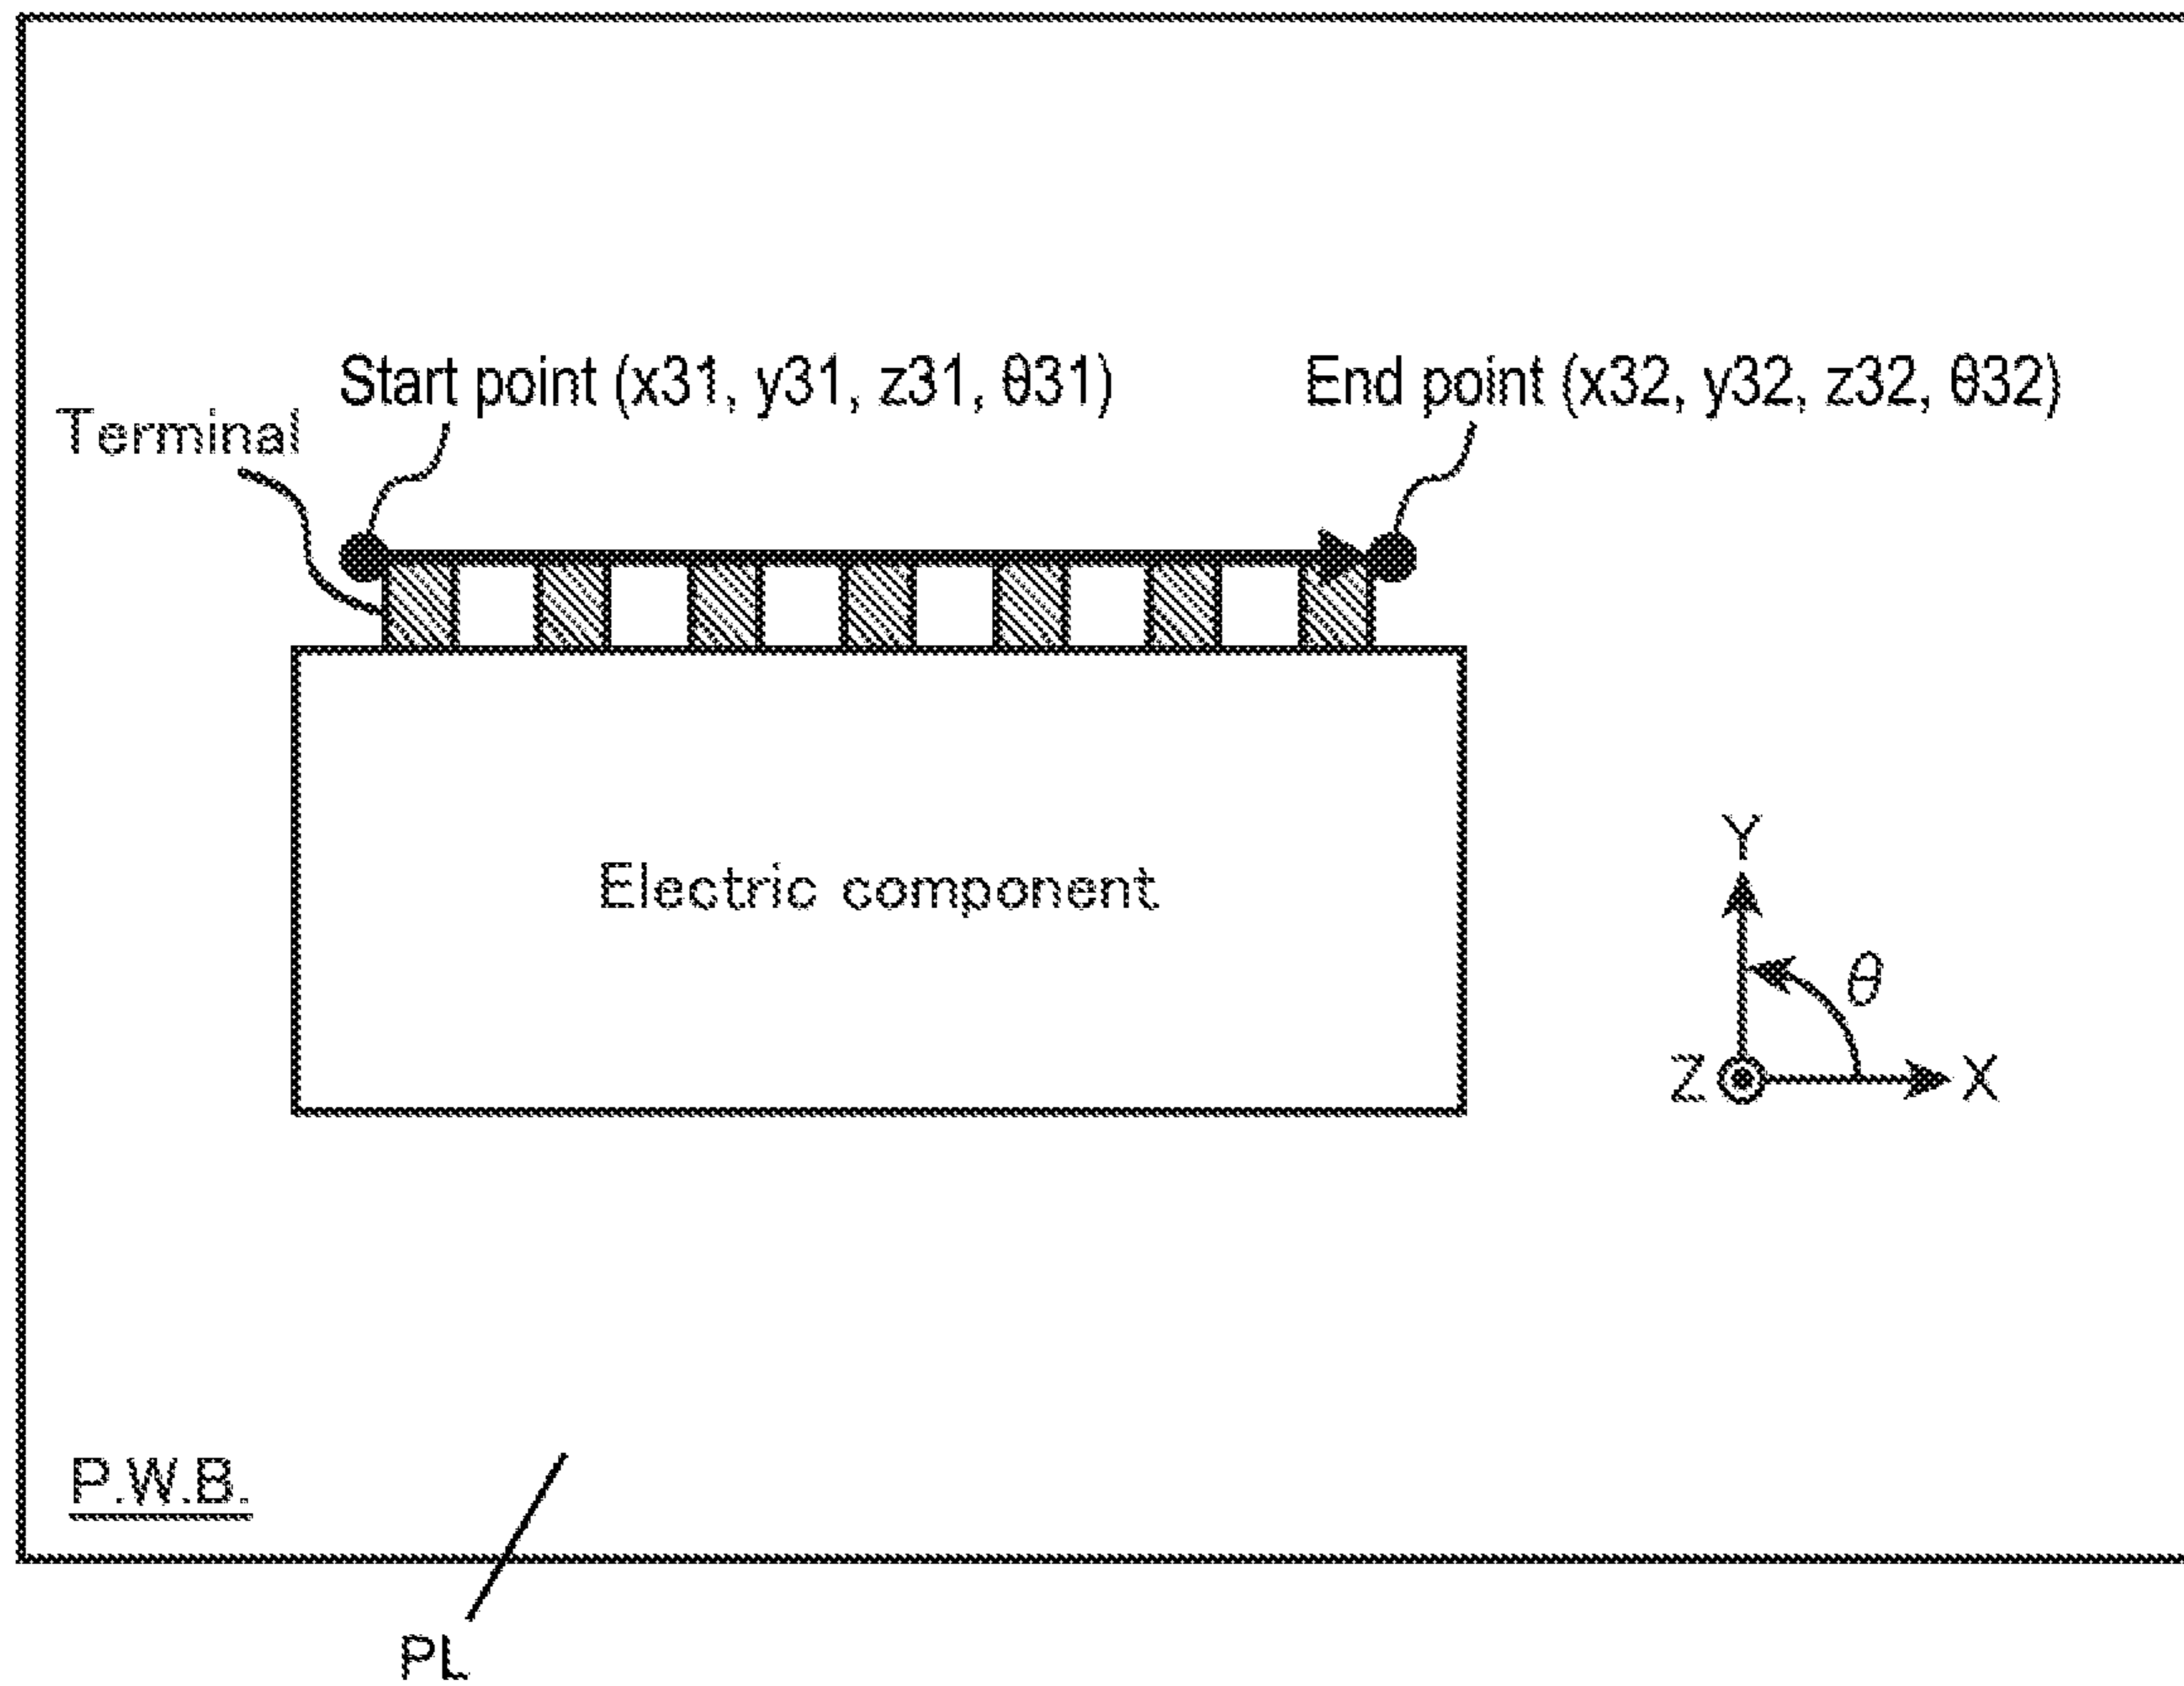 Start point (x31, y31, z31, θ31)
End point (x32, y32, z32, θ32)
Terminal
Electric component
Y
θ
Z
X
P.W.B.
PL